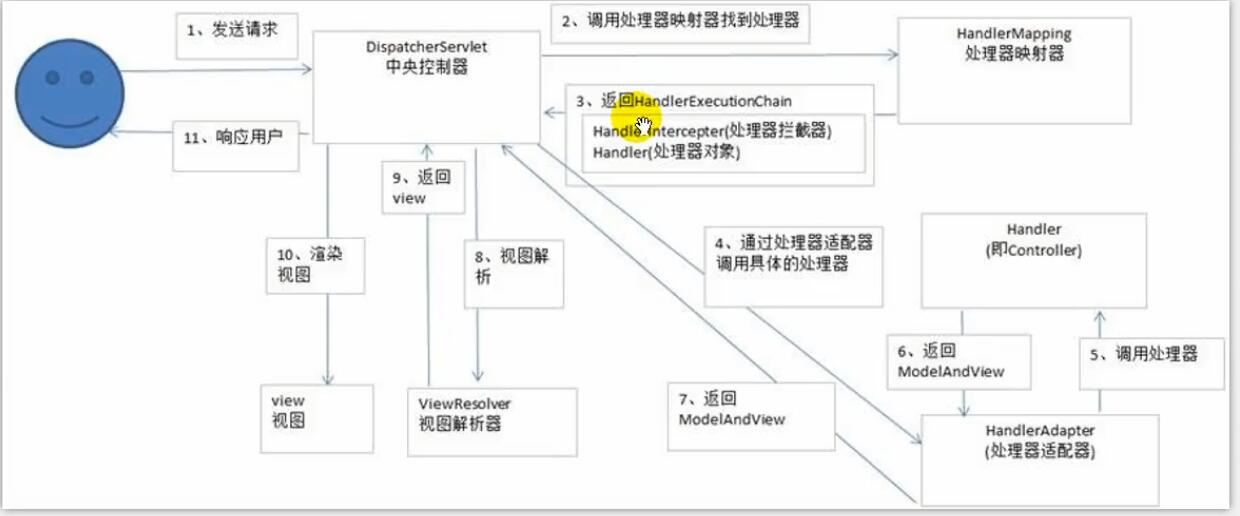 1、发送请求
2、调用处理器映射器找到处理器
DispatcherServlet
中央控制器
HandlerMapping
处理器映射器
3、返回HandlerExecutionChain
HandlerIntercepter(处理器拦截器)
Handler(处理器对象)
11、响应用户
9、返回
view
10、渲染
视图
8、视图解
析
4、通过处理器适配器
调用具体的处理器
Handler
(即Controller)
6、返回
ModelAndView
5、调用处理器
7、返回
ModelAndView
view
视图
ViewResolver
视图解析器
HandlerAdapter
(处理器适配器)